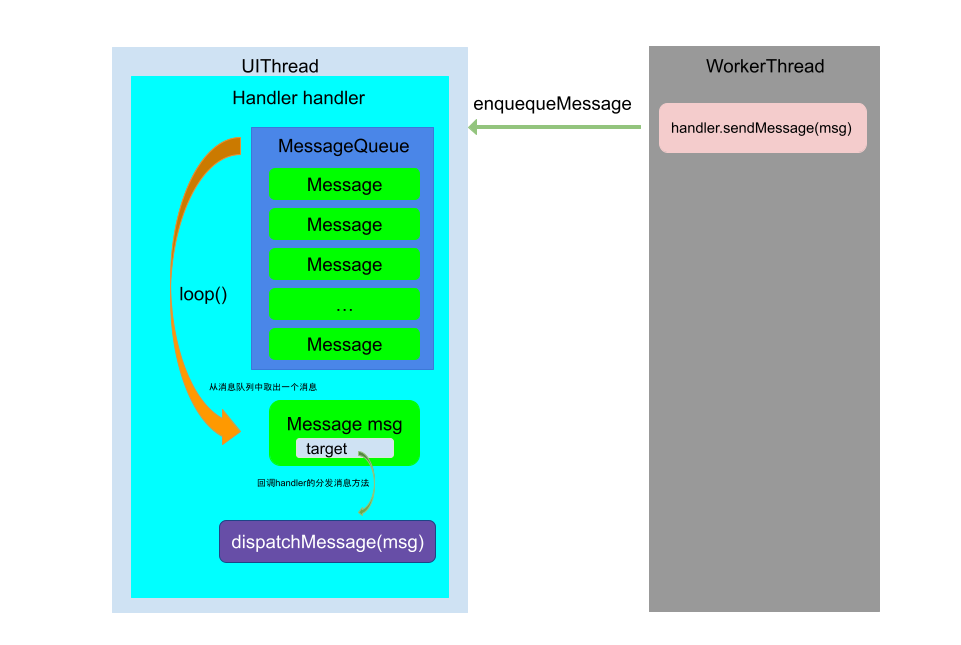 UIThread
Handler handler
MessageQueue
Message
Message
Message
...
Message
loop()
从消息队列中取出一个消息
Message msg
target
回调handler的分发消息方法
dispatchMessage(msg)
enquequeMessage
WorkerThread
handler.sendMessage(msg)